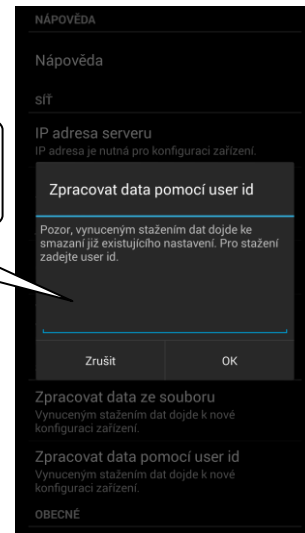 NÁPOVĚDA
Nápověda
SÍŤ
IP adresa serveru
IP adresa je nutná pro konfiguraci zařízení.
Zpracovat data pomocí user id
Pozor, vynuceným stažením dat dojde ke
smazaní již existujícího nastavení. Pro stažení
zadejte user id.
Zrušit
OK
Zpracovat data ze souboru
Vynuceným stažením dat dojde k nové
konfiguraci zařízení.
Zpracovat data pomocí user id
Vynuceným stažením dat dojde k nové
konfiguraci zařízení.
OBECNÉ